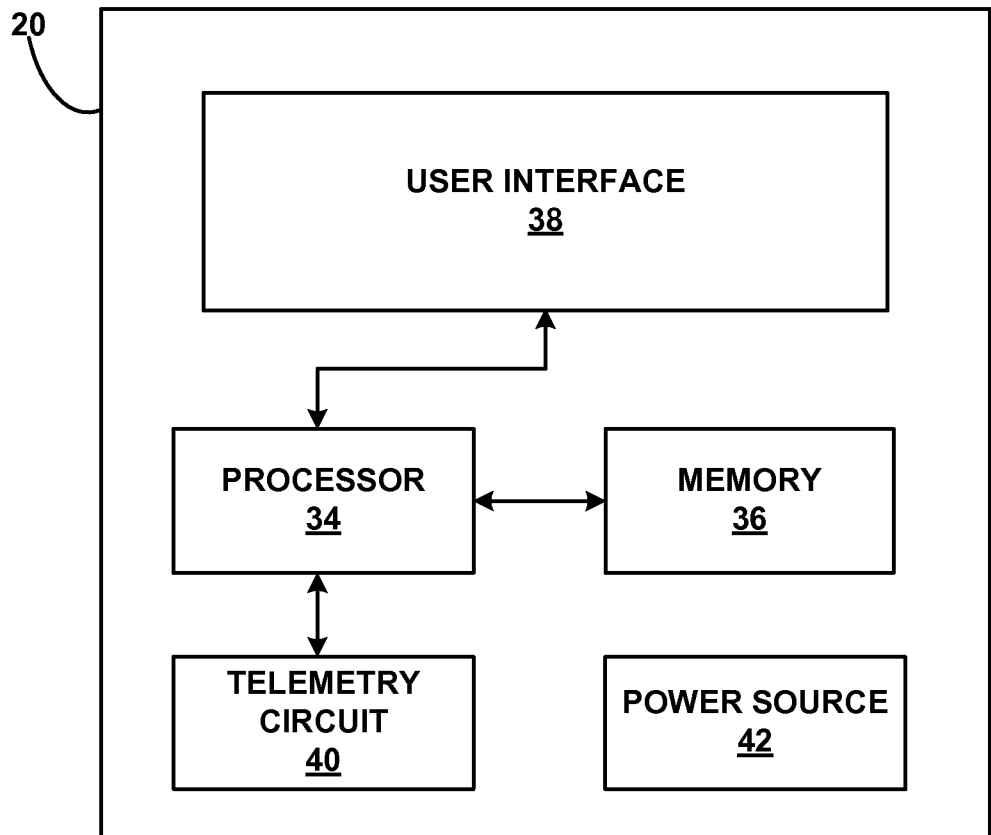 20
USER INTERFACE
38
PROCESSOR
34
MEMORY
36
TELEMETRY
CIRCUIT
40
POWER SOURCE
42